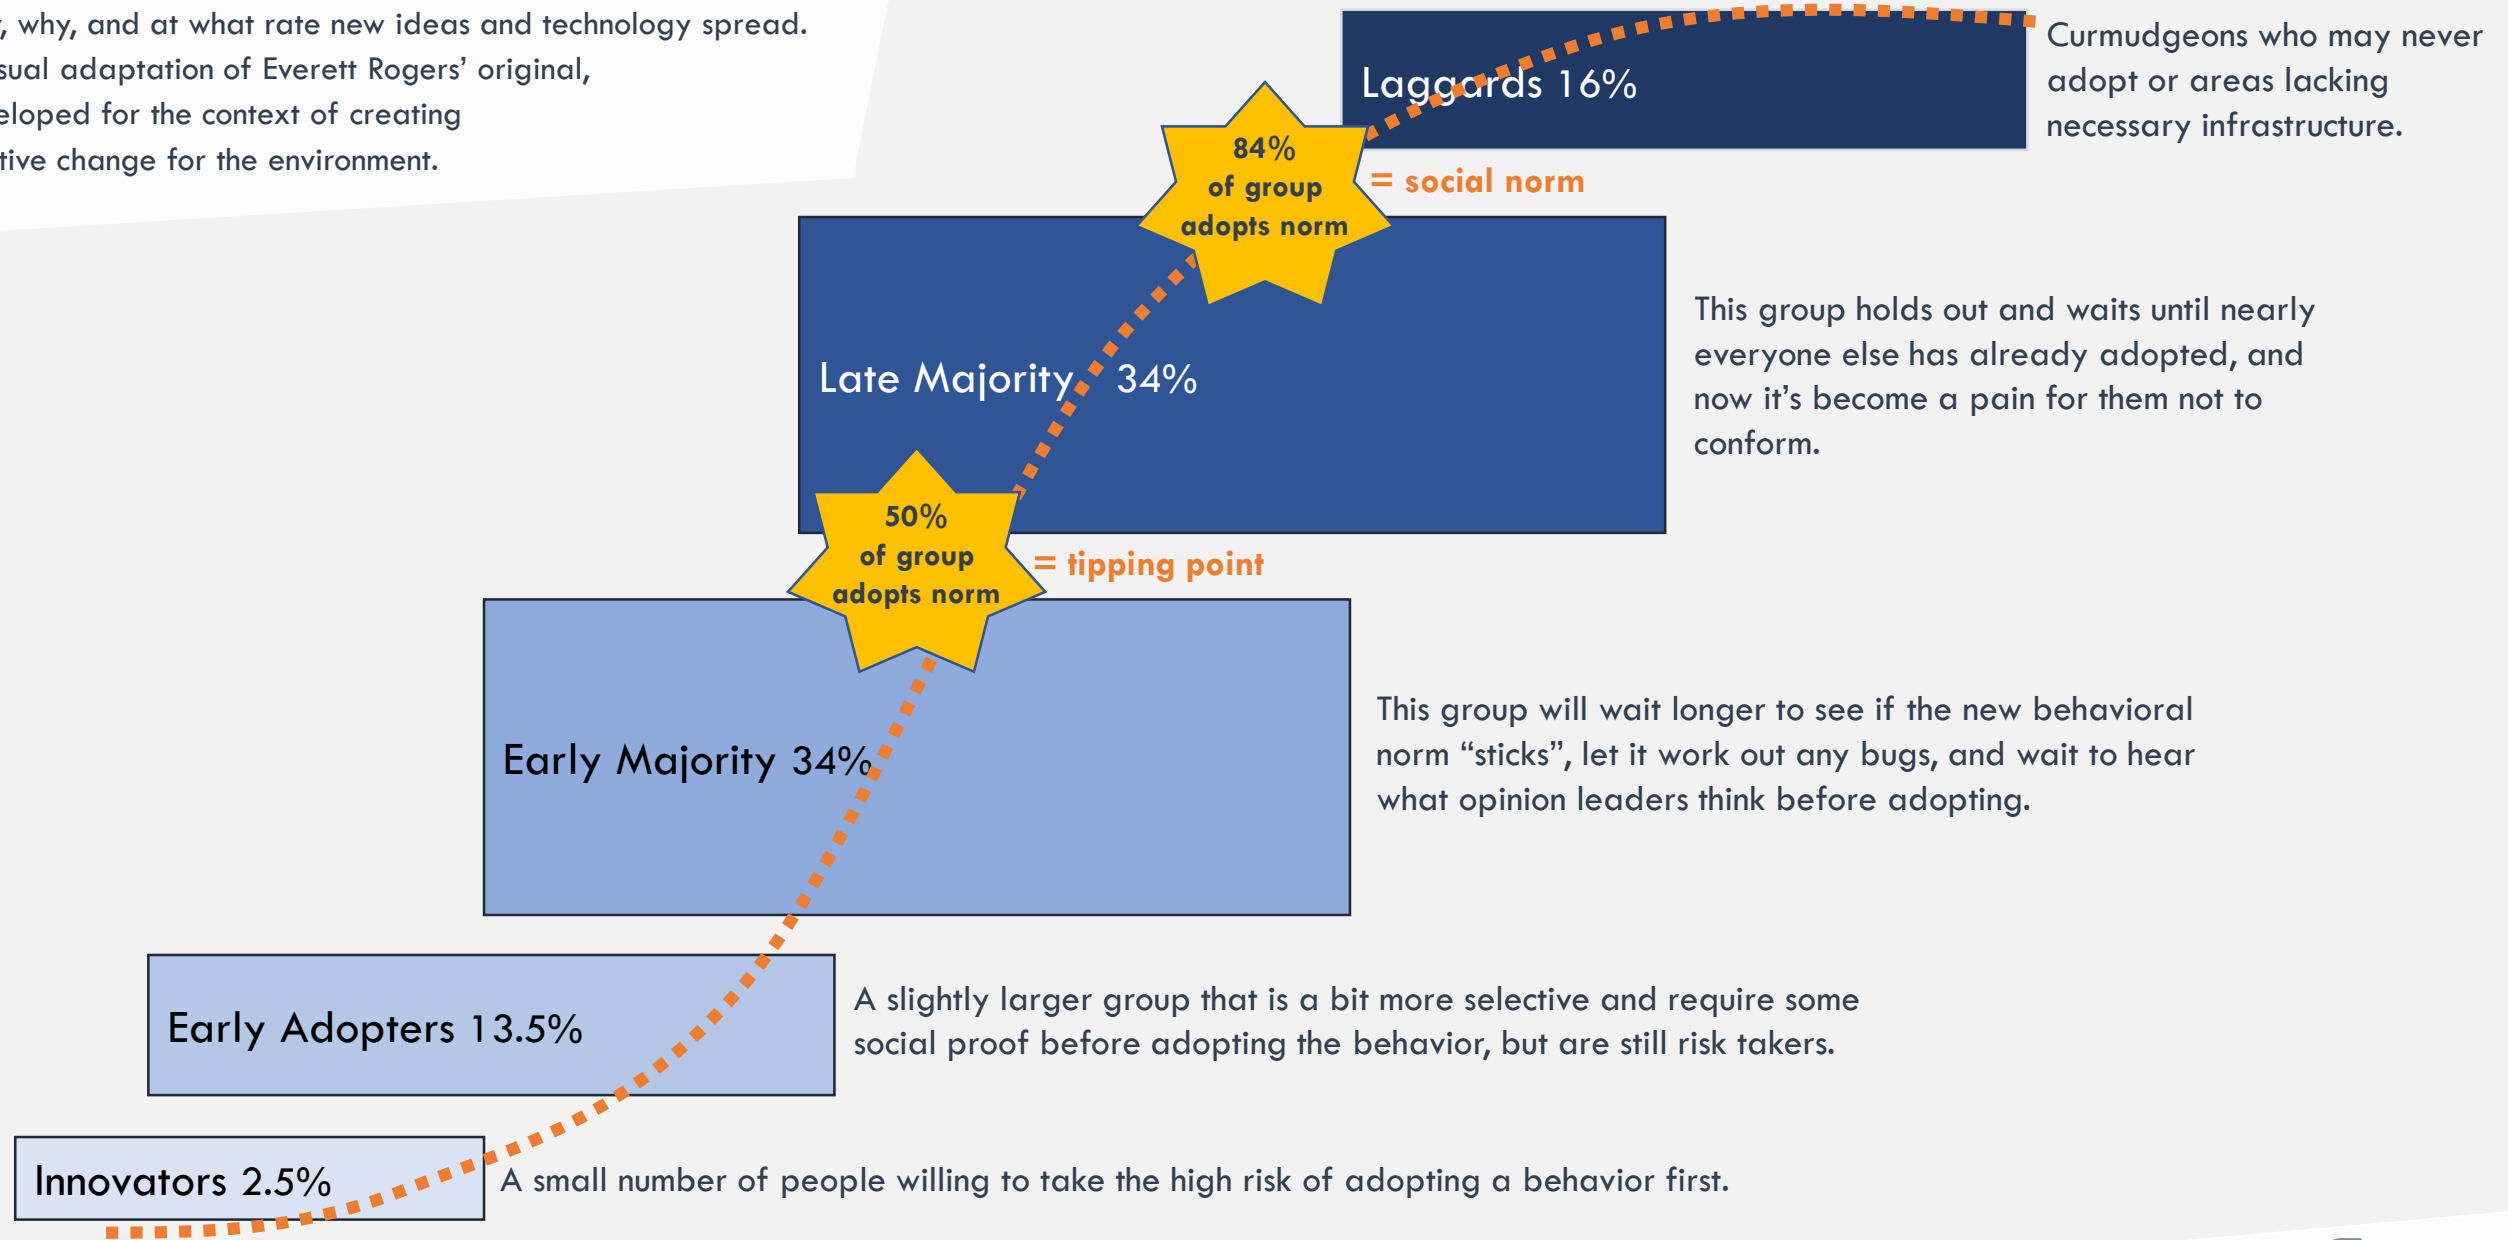 , why, and at what rate new ideas and technology spread.
sual adaptation of Everett Rogers’ original,
eloped for the context of creating
tive change for the environment.
Laggards 16%
Curmudgeons who may never
adopt or areas lacking
necessary infrastructure.
84%
of group
adopts norm
= social norm
Late Majority 34%
This group holds out and waits until nearly
everyone else has already adopted, and
now it’s become a pain for them not to
conform.
50%
of group
adopts norm
= tipping point
Early Majority 34%
This group will wait longer to see if the new behavioral
norm “sticks”, let it work out any bugs, and wait to hear
what opinion leaders think before adopting.
Early Adopters 13.5%
A slightly larger group that is a bit more selective and require some
social proof before adopting the behavior, but are still risk takers.
Innovators 2.5%
A small number of people willing to take the high risk of adopting a behavior first.